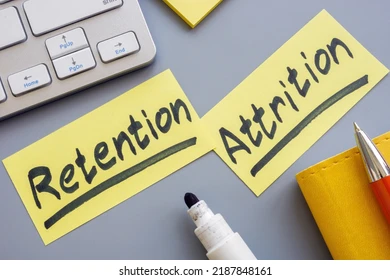 PgUp
End
Home
PgDn
Retention
Attrition
shutterstock.com · 2187848161